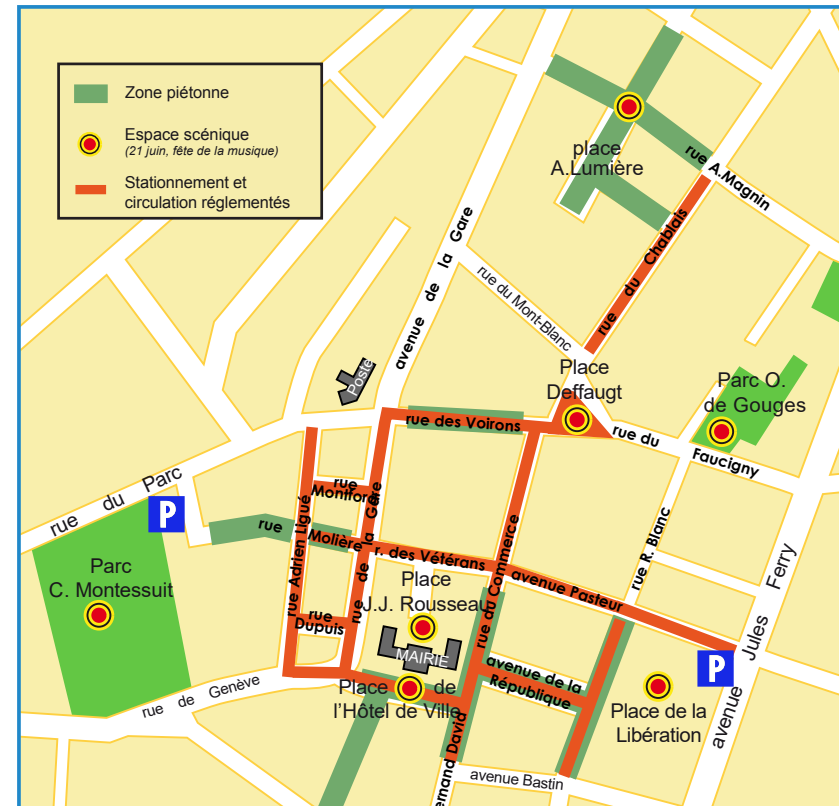 Zone piétonne
Espace scénique
(21 juin, fête de la musique)
Stationnement et
circulation réglementés
place
A.Lumière
rue A.Magnin
avenue de la Gare
rue du Chablais
rue du Mont-Blanc
Poste
Place
Deffaugt
Parc O.
de Gouges
rue des Voirons
rue du
Faucigny
rue du Parc
P
rue
Montfort
rue Adrien Ligué
rue de la Gare
rue
Molière
r. des Vétérans
rue du Commerce
avenue Pasteur
rue R. Blanc
avenue Jules Ferry
Parc
C. Montessuit
Place
J.J. Rousseau
MAIRIE
rue
Dupuis
avenue de la
République
P
rue de Genève
Place de
l'Hôtel de Ville
Place de la
Libération
ernand David
avenue Bastin